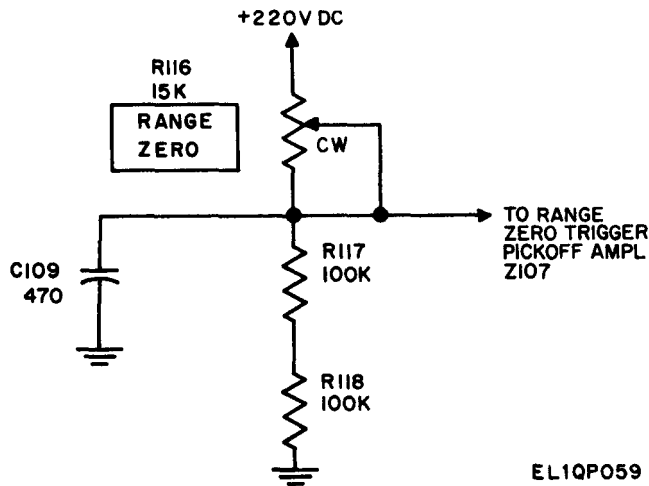 +220V DC
R116
15K
RANGE
ZERO
CW
TO RANGE
ZERO TRIGGER
PICKOFF AMPL
Z107
R117
100K
C109
470
R118
100K
EL1QP059